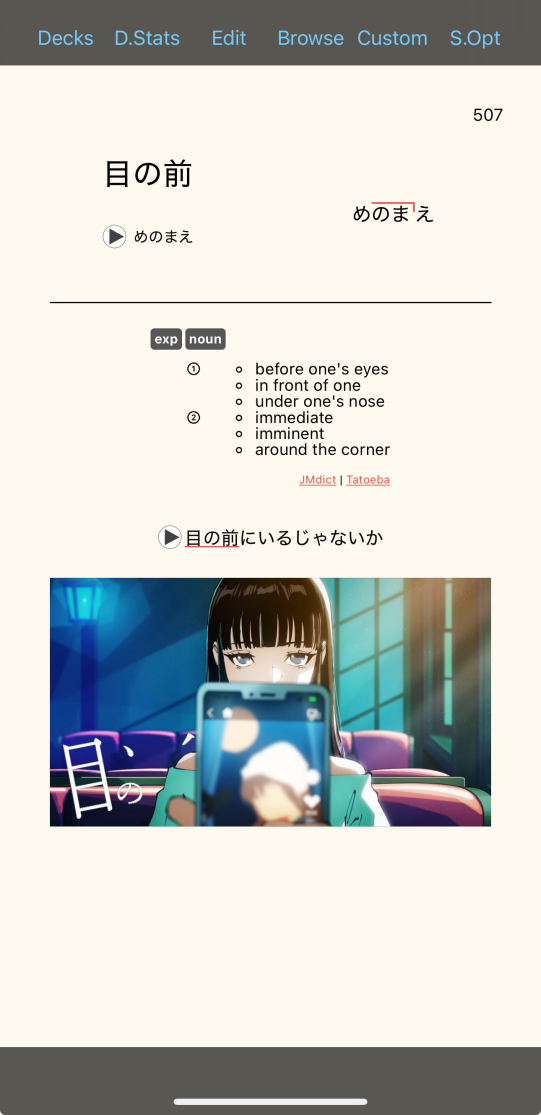 Decks D.Stats Edit Browse Custom S.Opt
507
目の前
めのまえ
めのまえ
exp noun
① ◦ before one's eyes
◦ in front of one
◦ under one's nose
② ◦ immediate
◦ imminent
◦ around the corner
JMdict | Tatoeba
目の前にいるじゃないか
目の